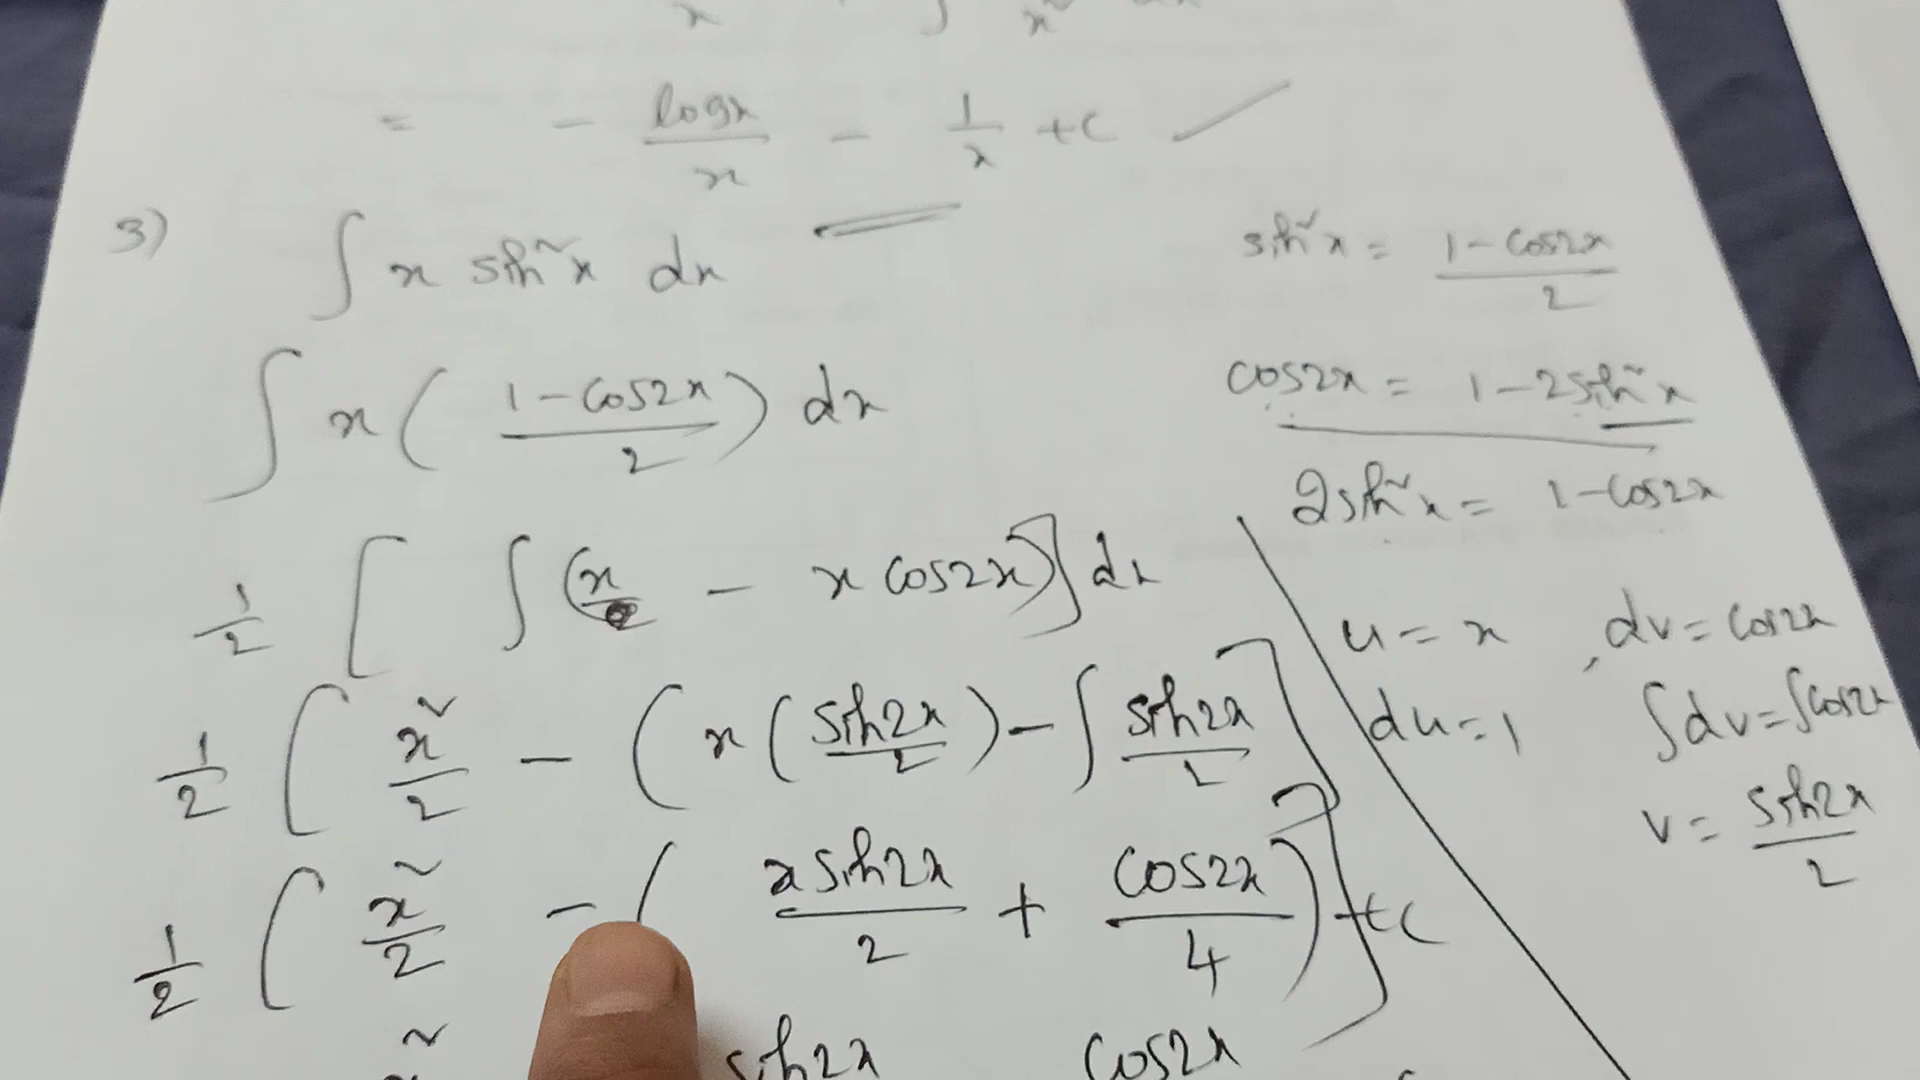 = - logx/x - 1/x + c
3) ∫ x sin²x dx
sin²x = (1 - cos2x)/2
∫ x ( (1 - cos2x)/2 ) dx
cos2x = 1 - 2sin²x
2sin²x = 1 - cos2x
1/2 [ ∫ (x - x cos2x) ] dx
u = x , dv = cos2x
1/2 [ x²/2 - ( x ( sin2x/2 ) - ∫ sin2x/2 ]
du = 1 ∫dv = ∫cos2x
v = sin2x/2
1/2 [ x²/2 - ( x sin2x/2 + cos2x/4 ) ] + c
sin2x cos2x